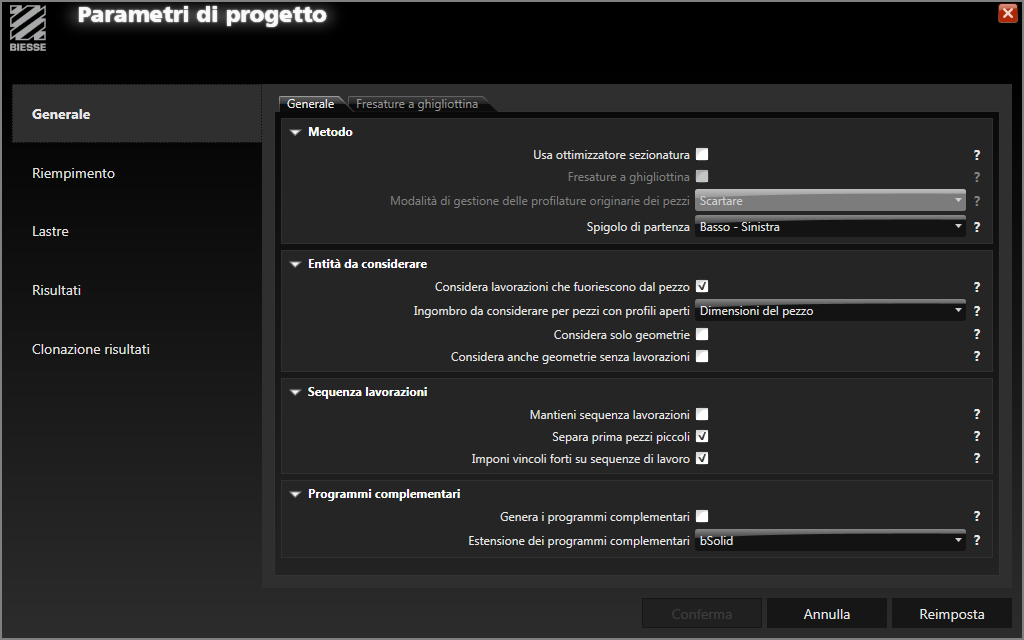 Parametri di progetto
BIESSE
Generale
Riempimento
Lastre
Risultati
Clonazione risultati
Generale
Fresature a ghigliottina
Metodo
Usa ottimizzatore sezionatura ?
Fresature a ghigliottina ?
Modalità di gestione delle profilature originarie dei pezzi Scartare ?
Spigolo di partenza Basso - Sinistra ?
Entità da considerare
Considera lavorazioni che fuoriescono dal pezzo ?
Ingombro da considerare per pezzi con profili aperti Dimensioni del pezzo ?
Considera solo geometrie ?
Considera anche geometrie senza lavorazioni ?
Sequenza lavorazioni
Mantieni sequenza lavorazioni ?
Separa prima pezzi piccoli ?
Imponi vincoli forti su sequenze di lavoro ?
Programmi complementari
Genera i programmi complementari ?
Estensione dei programmi complementari bSolid ?
Conferma
Annulla
Reimposta